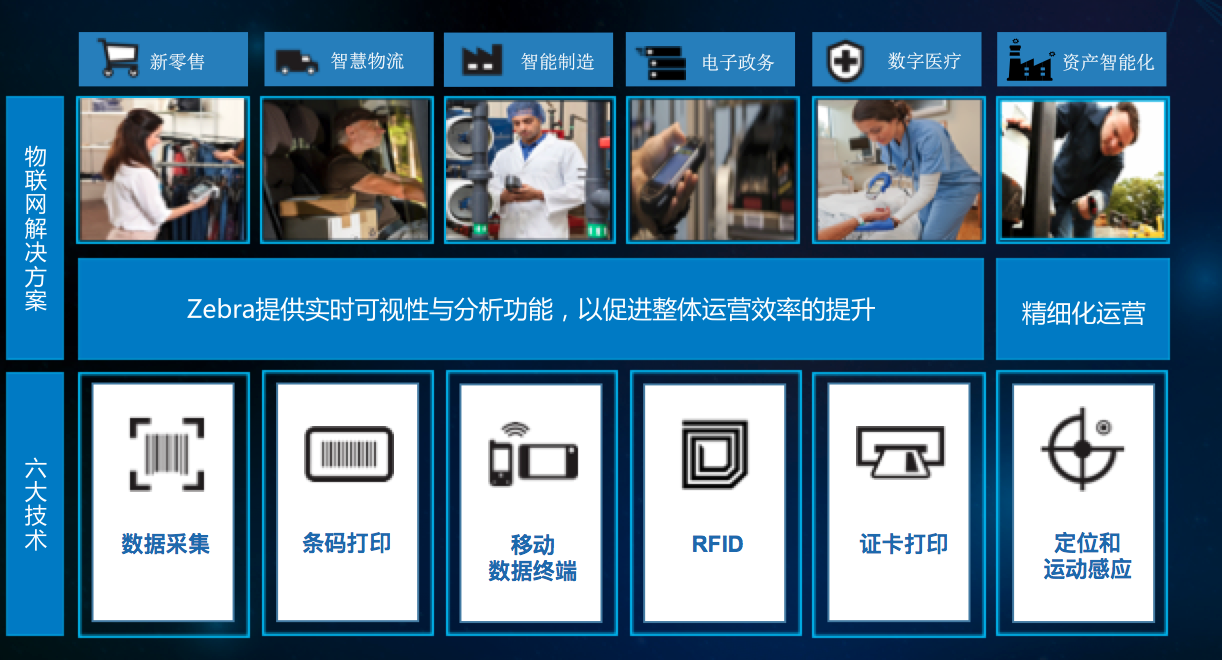 新零售
智慧物流
智能制造
电子政务
数字医疗
资产智能化
物联网解决方案
Zebra提供实时可视性与分析功能，以促进整体运营效率的提升
精细化运营
六大技术
数据采集
条码打印
移动
数据终端
RFID
证卡打印
定位和
运动感应